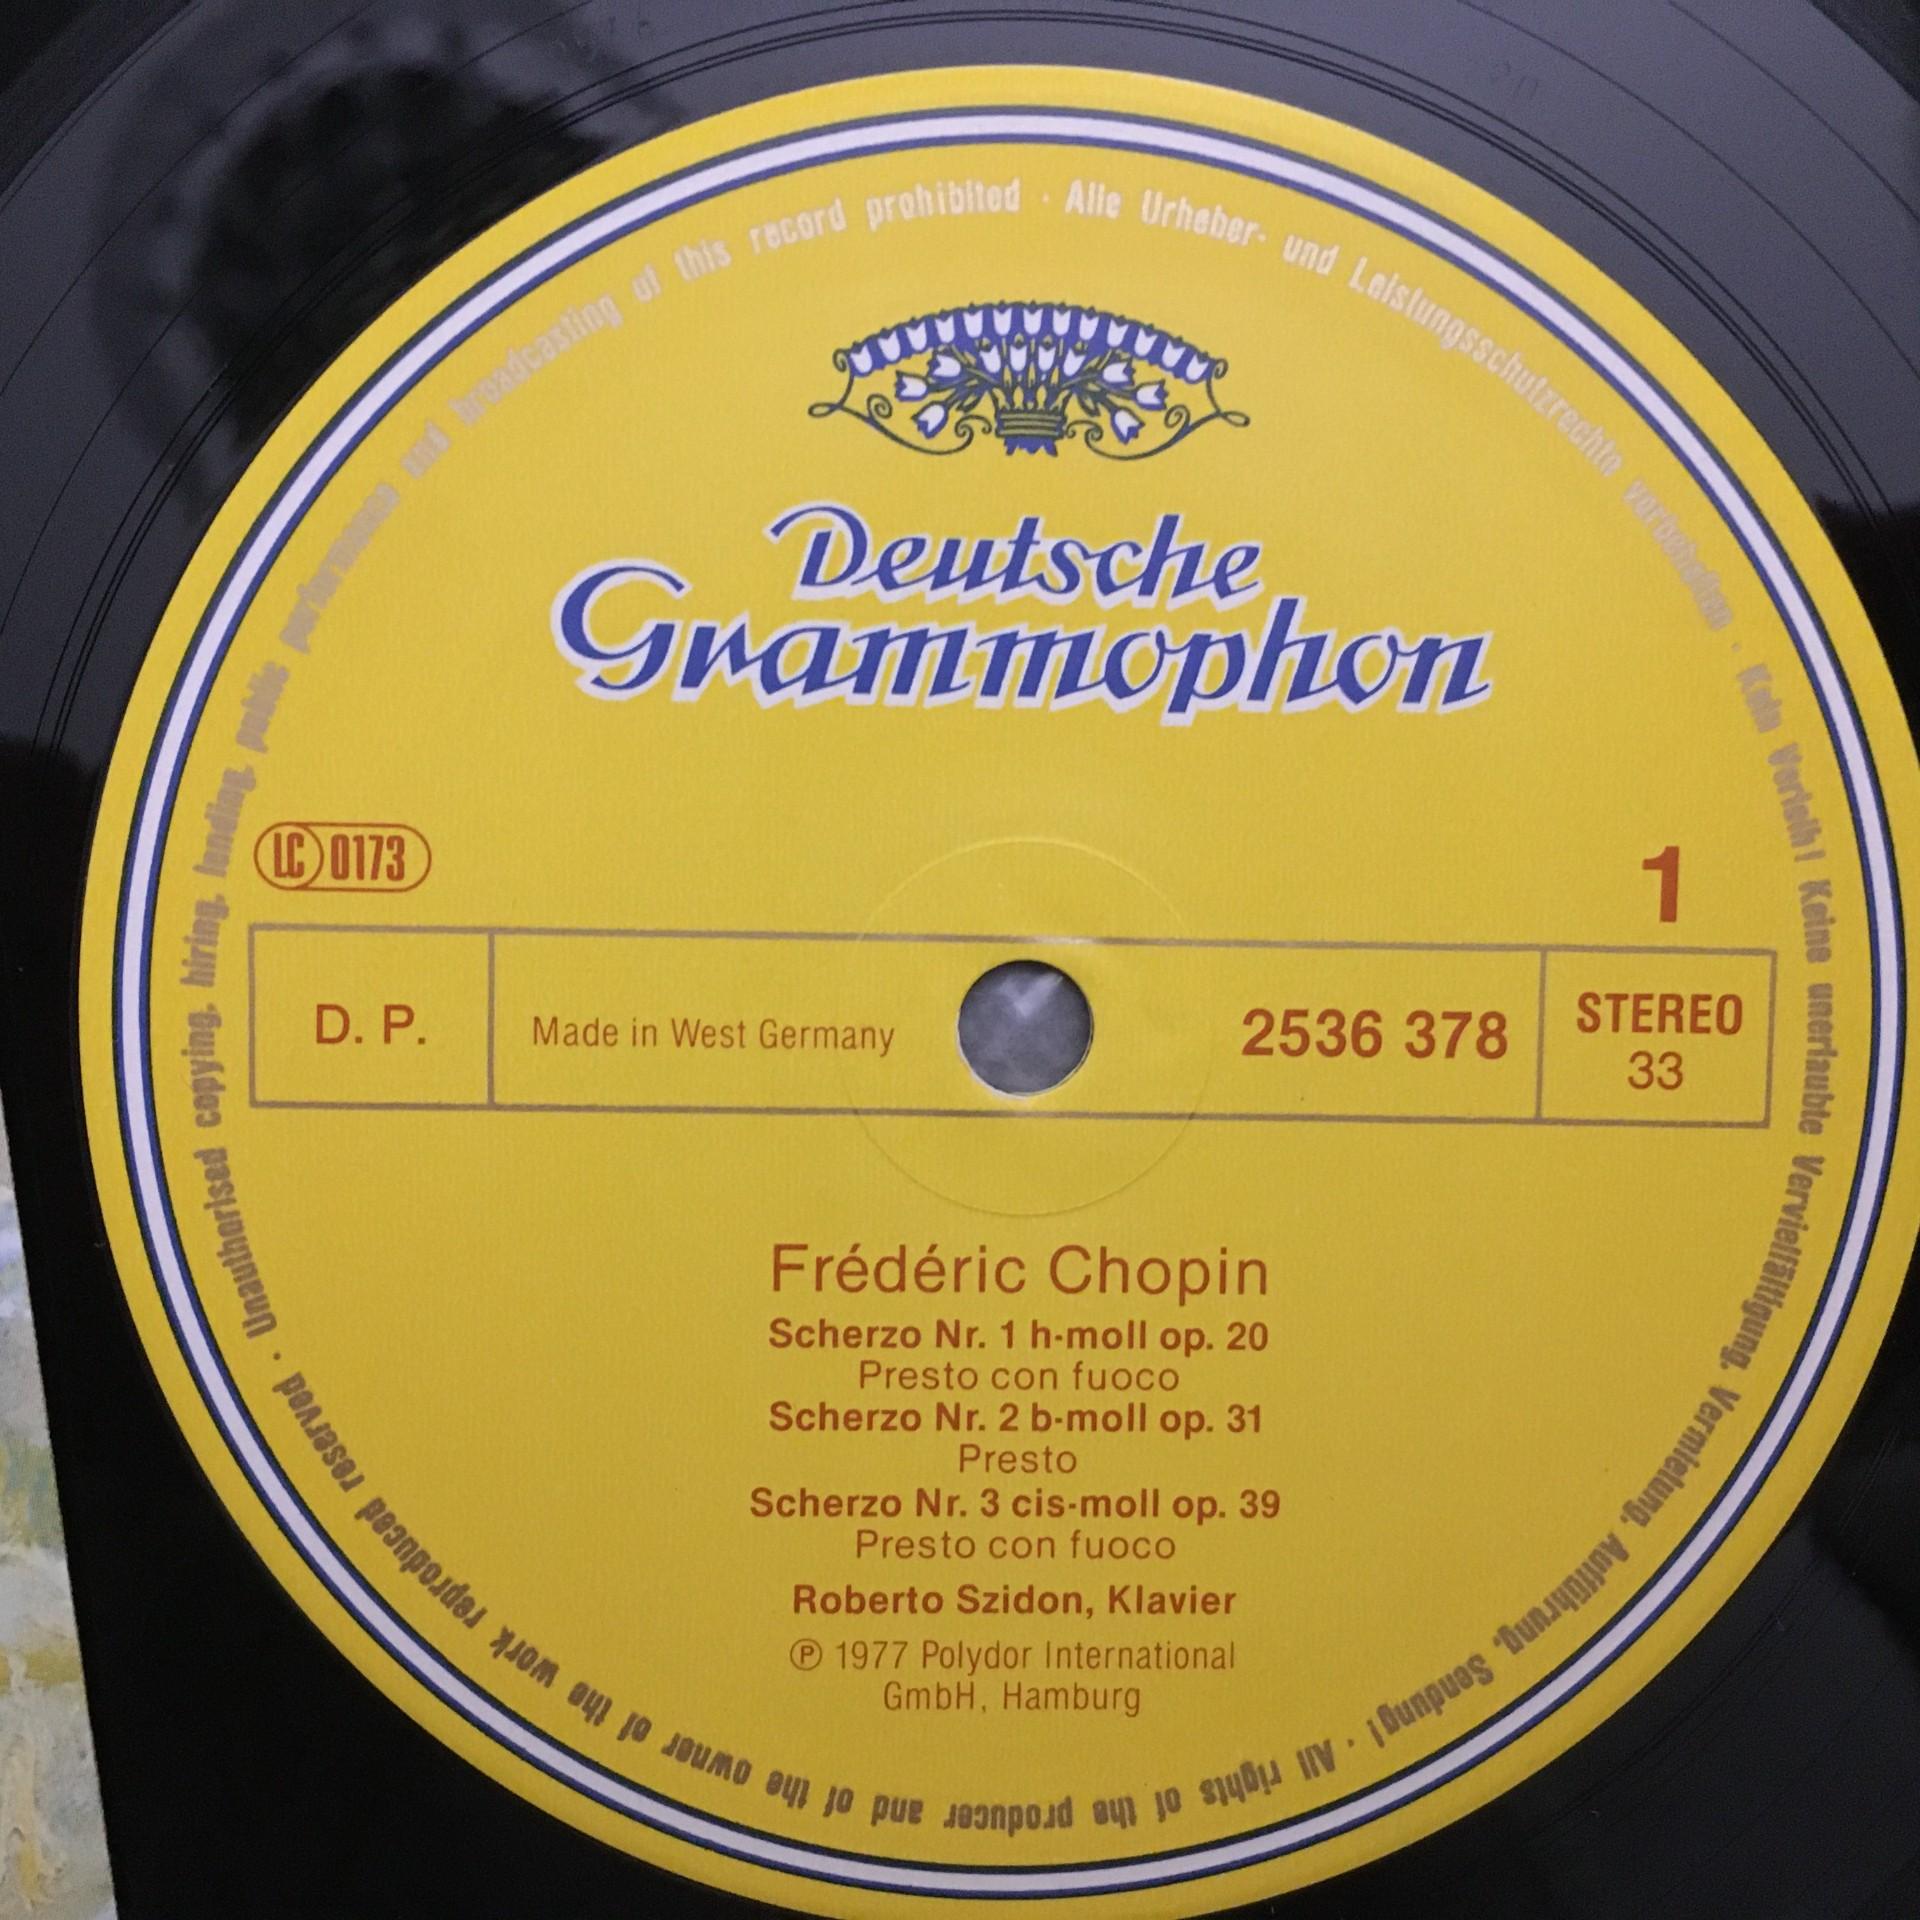 Deutsche
Grammophon
LC 0173
1
D. P.
Made in West Germany
2536 378
STEREO
33
Frédéric Chopin
Scherzo Nr. 1 h-moll op. 20
Presto con fuoco
Scherzo Nr. 2 b-moll op. 31
Presto
Scherzo Nr. 3 cis-moll op. 39
Presto con fuoco
Roberto Szidon, Klavier
℗ 1977 Polydor International
GmbH, Hamburg
Alle Urheber- und Leistungsschutzrechte vorbehalten · Kein Verleih! Keine unerlaubte Vervielfältigung, Vermietung, Aufführung, Sendung! · All rights of the producer and of the owner of the work reproduced reserved · Unauthorised copying, hiring, lending, public performance and broadcasting of this record prohibited ·